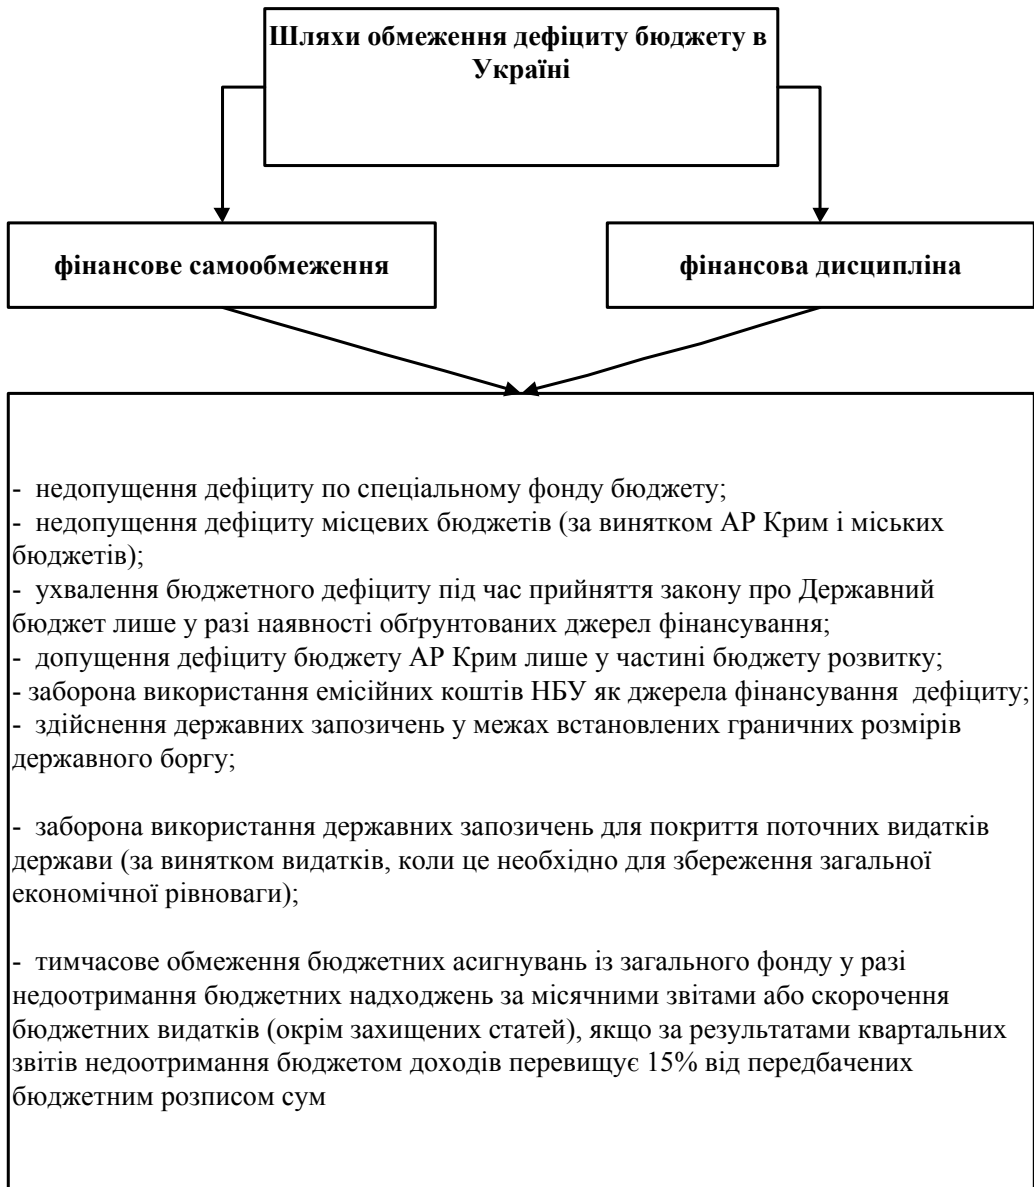 Шляхи обмеження дефіциту бюджету в
Україні
фінансове самообмеження
фінансова дисципліна
- недопущення дефіциту по спеціальному фонду бюджету;
- недопущення дефіциту місцевих бюджетів (за винятком АР Крим і міських
бюджетів);
- ухвалення бюджетного дефіциту під час прийняття закону про Державний
бюджет лише у разі наявності обґрунтованих джерел фінансування;
- допущення дефіциту бюджету АР Крим лише у частині бюджету розвитку;
- заборона використання емісійних коштів НБУ як джерела фінансування дефіциту;
- здійснення державних запозичень у межах встановлених граничних розмірів
державного боргу;
- заборона використання державних запозичень для покриття поточних видатків
держави (за винятком видатків, коли це необхідно для збереження загальної
економічної рівноваги);
- тимчасове обмеження бюджетних асигнувань із загального фонду у разі
недоотримання бюджетних надходжень за місячними звітами або скорочення
бюджетних видатків (окрім захищених статей), якщо за результатами квартальних
звітів недоотримання бюджетом доходів перевищує 15% від передбачених
бюджетним розписом сум